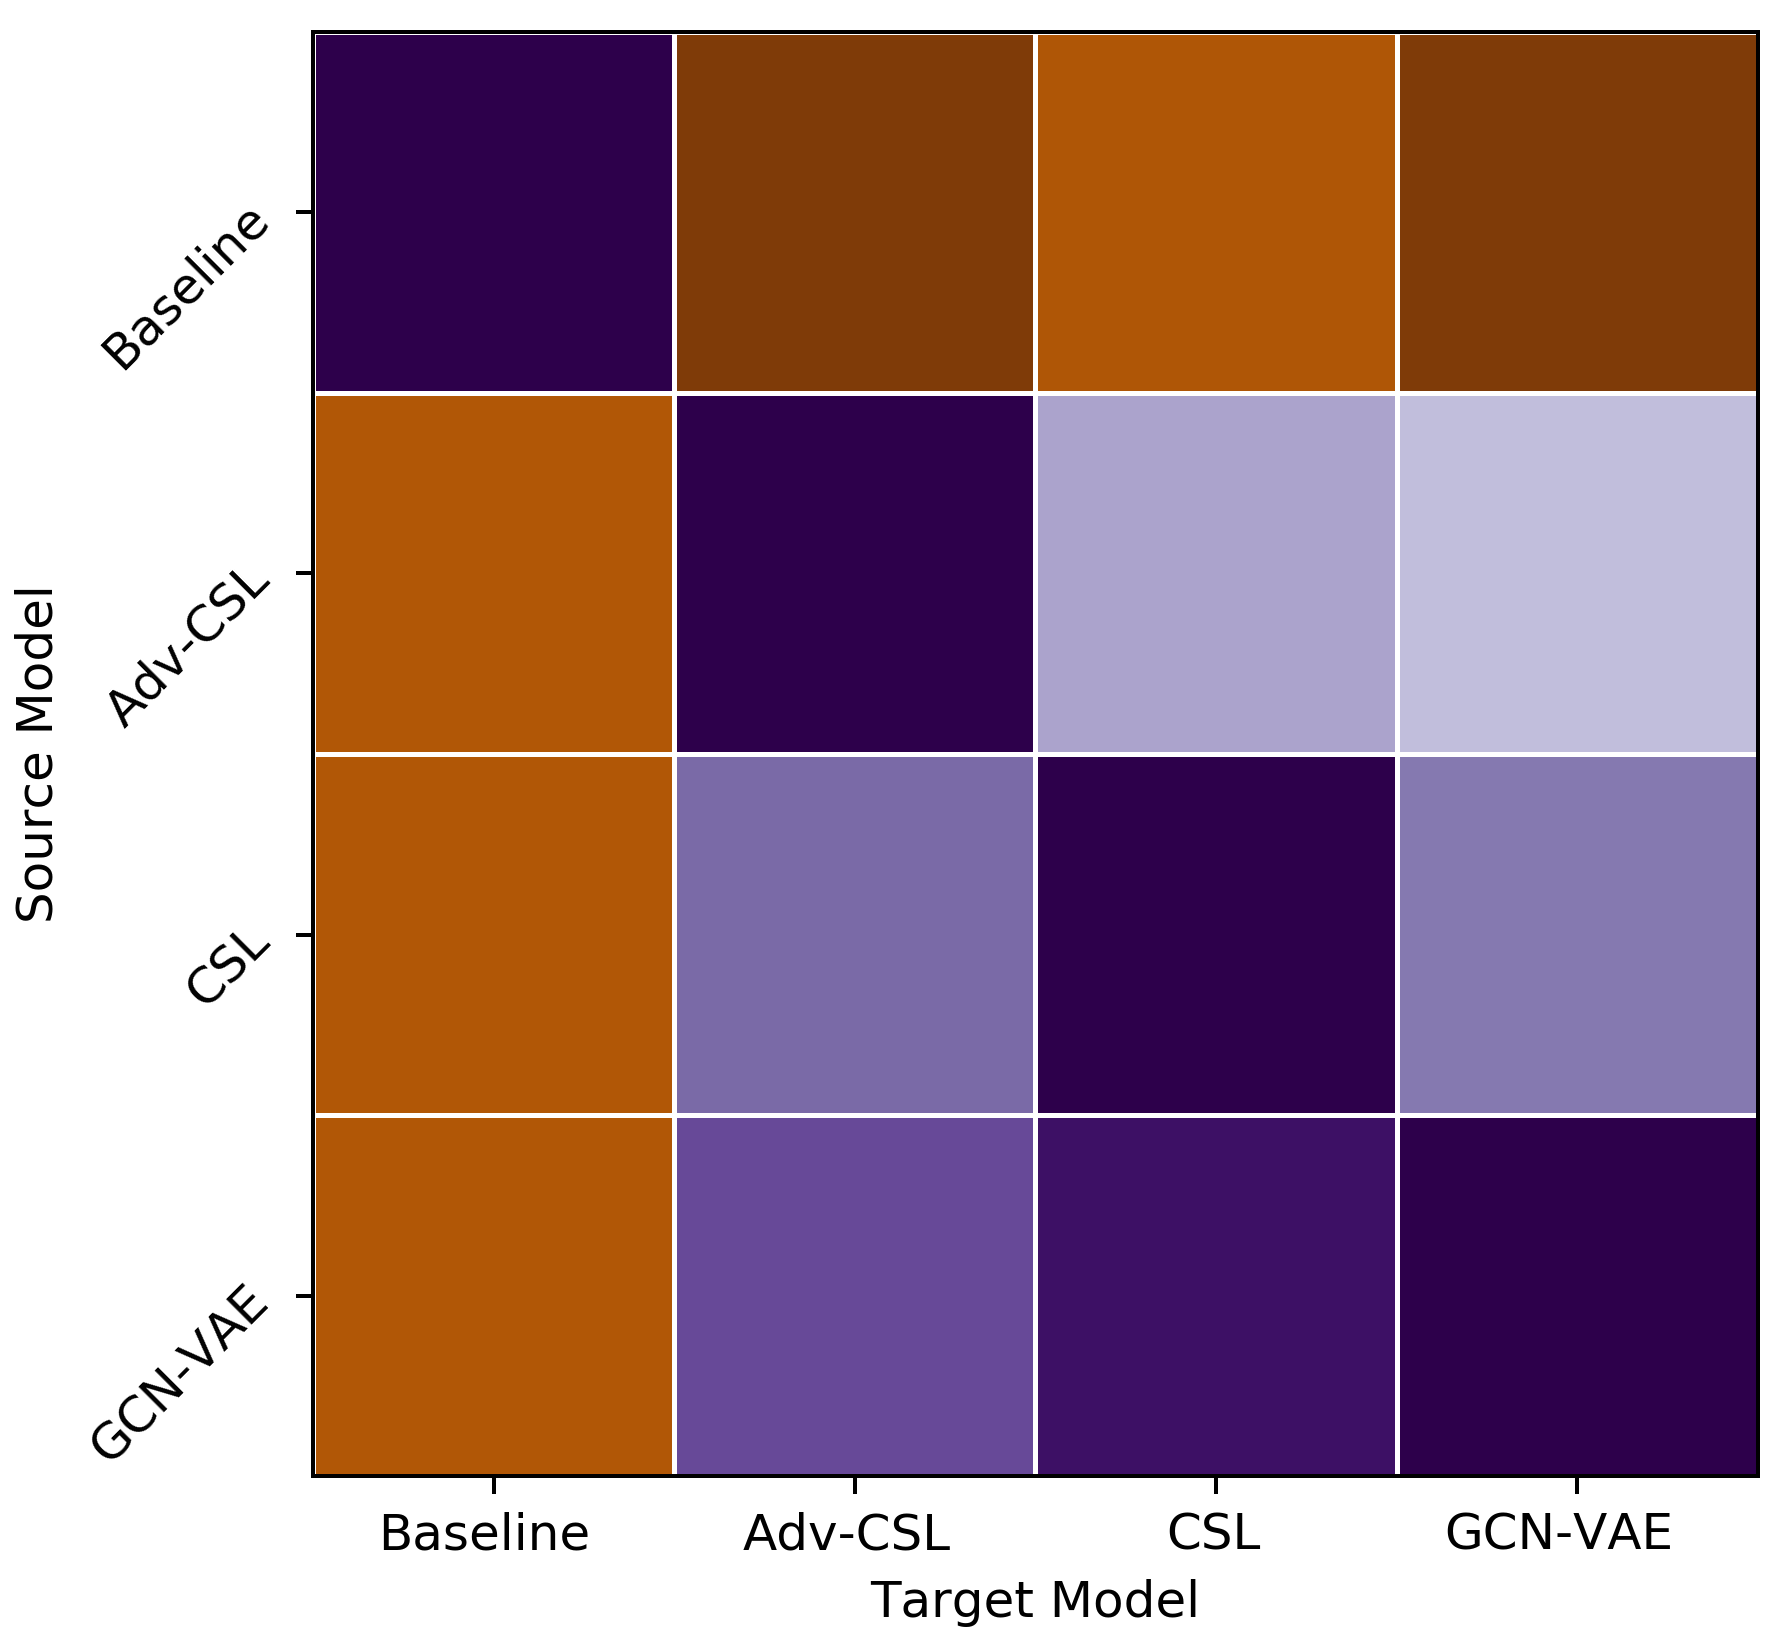 Source Model
Baseline
Adv-CSL
CSL
GCN-VAE
Baseline
Adv-CSL
CSL
GCN-VAE
Target Model